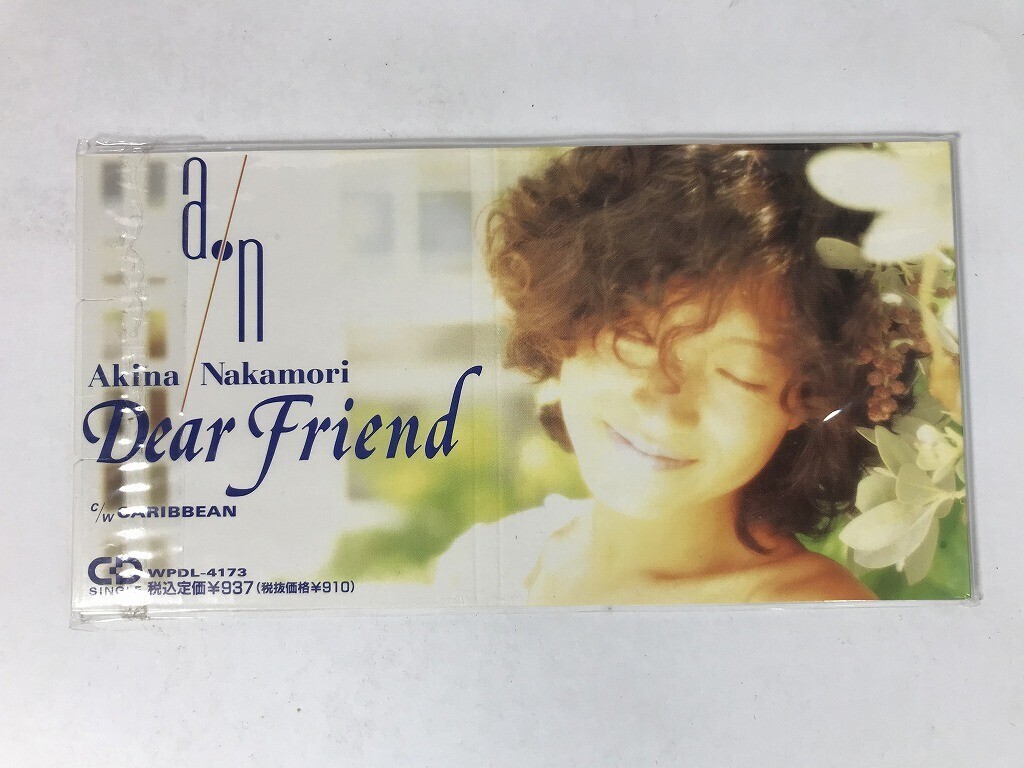 a·n
Akina Nakamori
Dear Friend
c/w CARIBBEAN
CD WPDL-4173
SINGLE 税込定価¥937(税抜価格¥910)